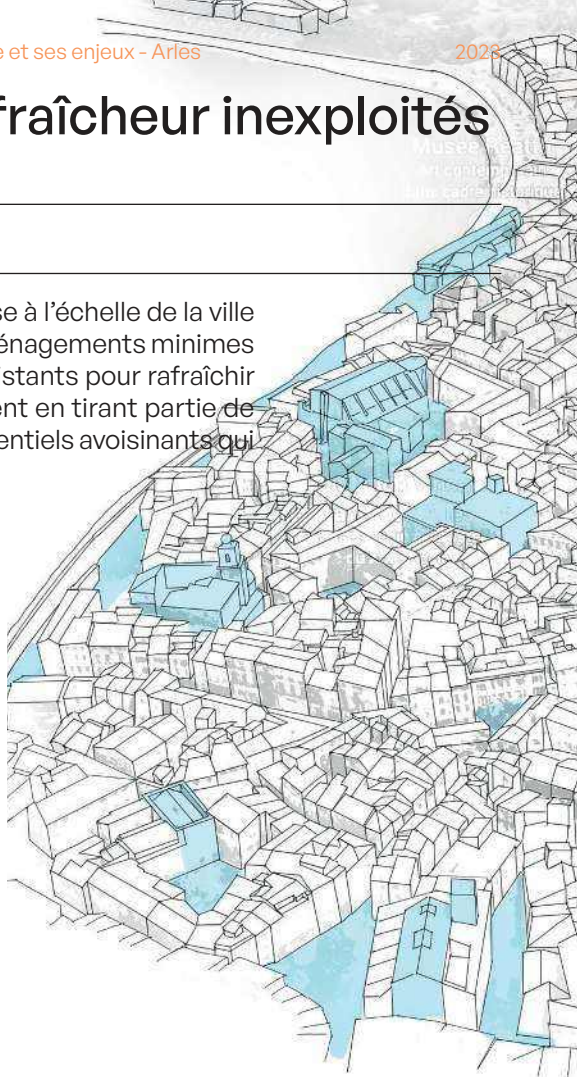 e et ses enjeux - Arles 2023
fraîcheur inexploités
Musée
se à l’échelle de la ville
énagements minimes
istants pour rafraîchir
ent en tirant partie de
entiels avoisinants qui